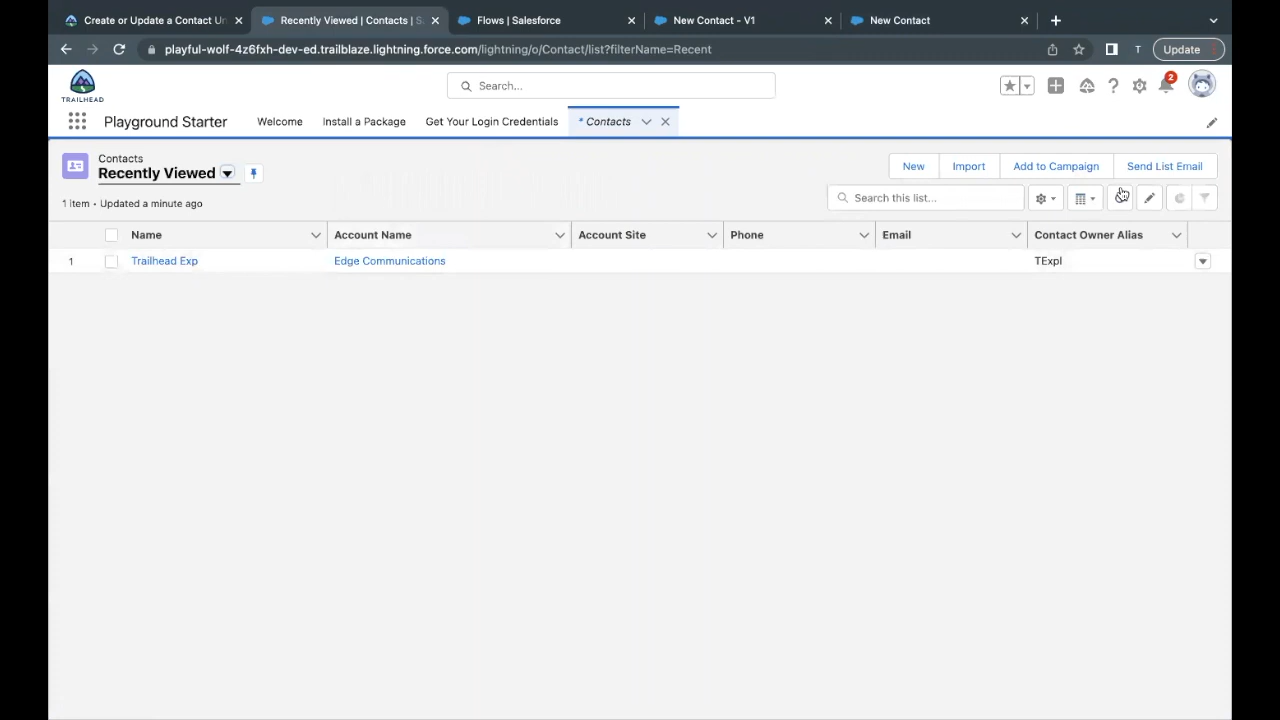 Create or Update a Contact Un
Recently Viewed | Contacts | S
Flows | Salesforce
New Contact - V1
New Contact
playful-wolf-4z6fxh-dev-ed.trailblaze.lightning.force.com/lightning/o/Contact/list?filterName=Recent
T
Update
TRAILHEAD
Search...
2
Playground Starter
Welcome
Install a Package
Get Your Login Credentials
* Contacts
Contacts
Recently Viewed
New
Import
Add to Campaign
Send List Email
1 item • Updated a minute ago
Search this list...
Name
Account Name
Account Site
Phone
Email
Contact Owner Alias
1
Trailhead Exp
Edge Communications
TExpl